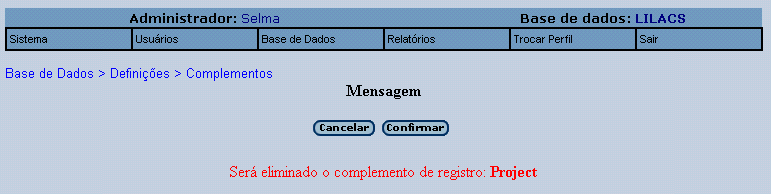 Administrador: Selma Base de dados: LILACS
Sistema Usuários Base de Dados Relatórios Trocar Perfil Sair
Base de Dados > Definições > Complementos
Mensagem
Cancelar Confirmar
Será eliminado o complemento de registro: Project